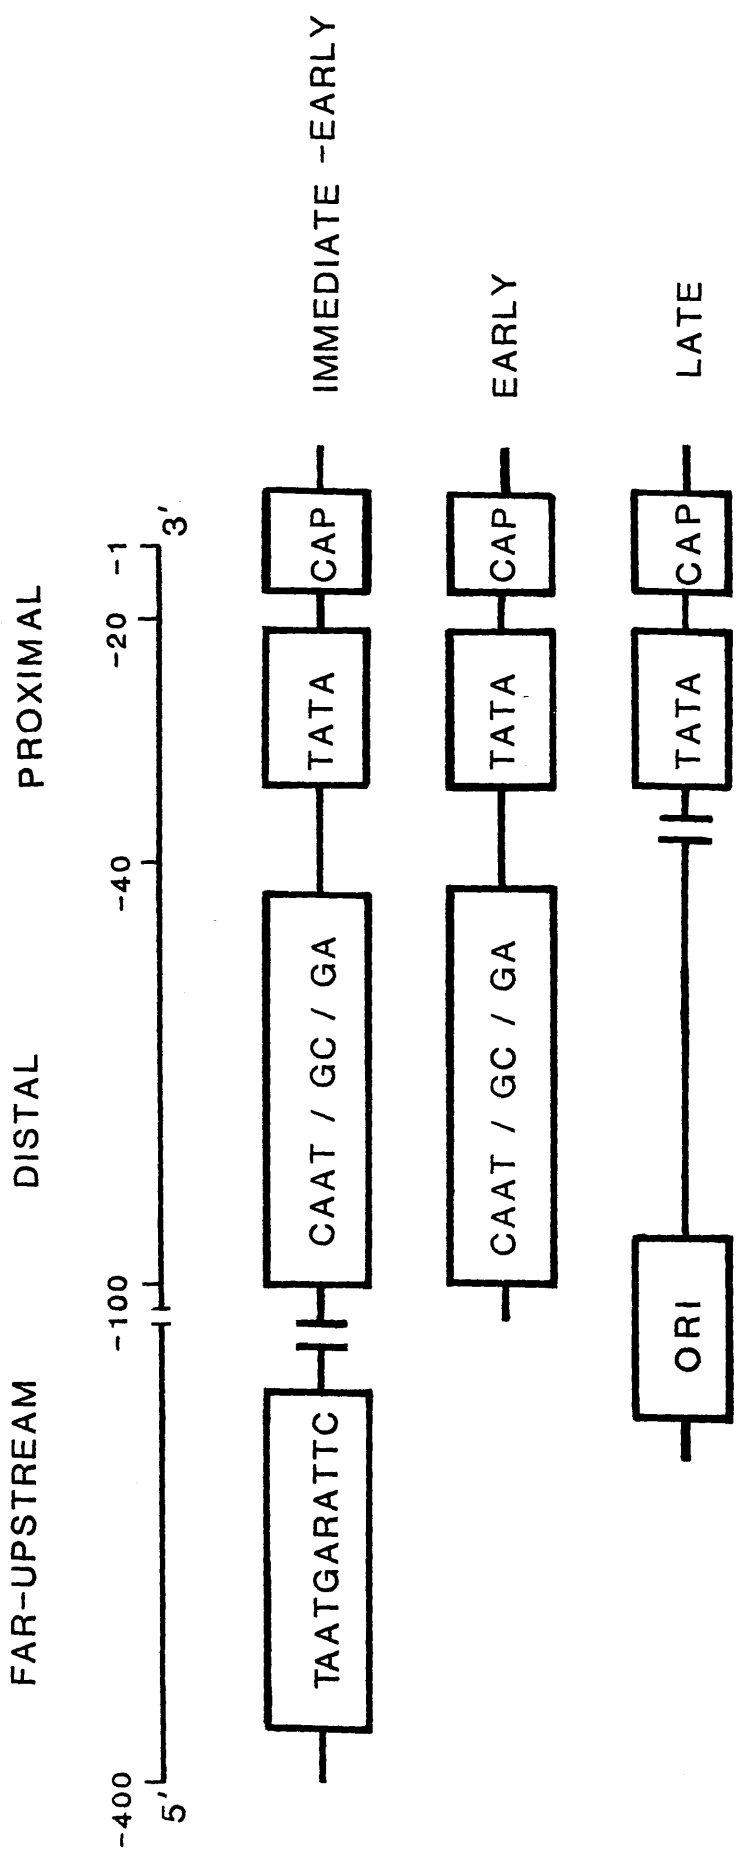 FAR-UPSTREAM DISTAL PROXIMAL
-400 -100 -40 -20 -1
5' 3'
TAATGARATTC CAAT / GC / GA TATA CAP IMMEDIATE -EARLY
CAAT / GC / GA TATA CAP EARLY
ORI TATA CAP LATE